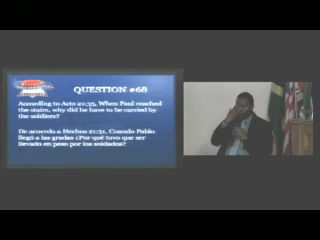 QUESTION #68
According to Acts 21:35, When Paul reached
the stairs, why did he have to be carried by
the soldiers?
De acuerdo a Hechos 21:31, Cuando Pablo
llegó a las gradas ¿Por qué tuvo que ser
llevado en peso por los soldados?